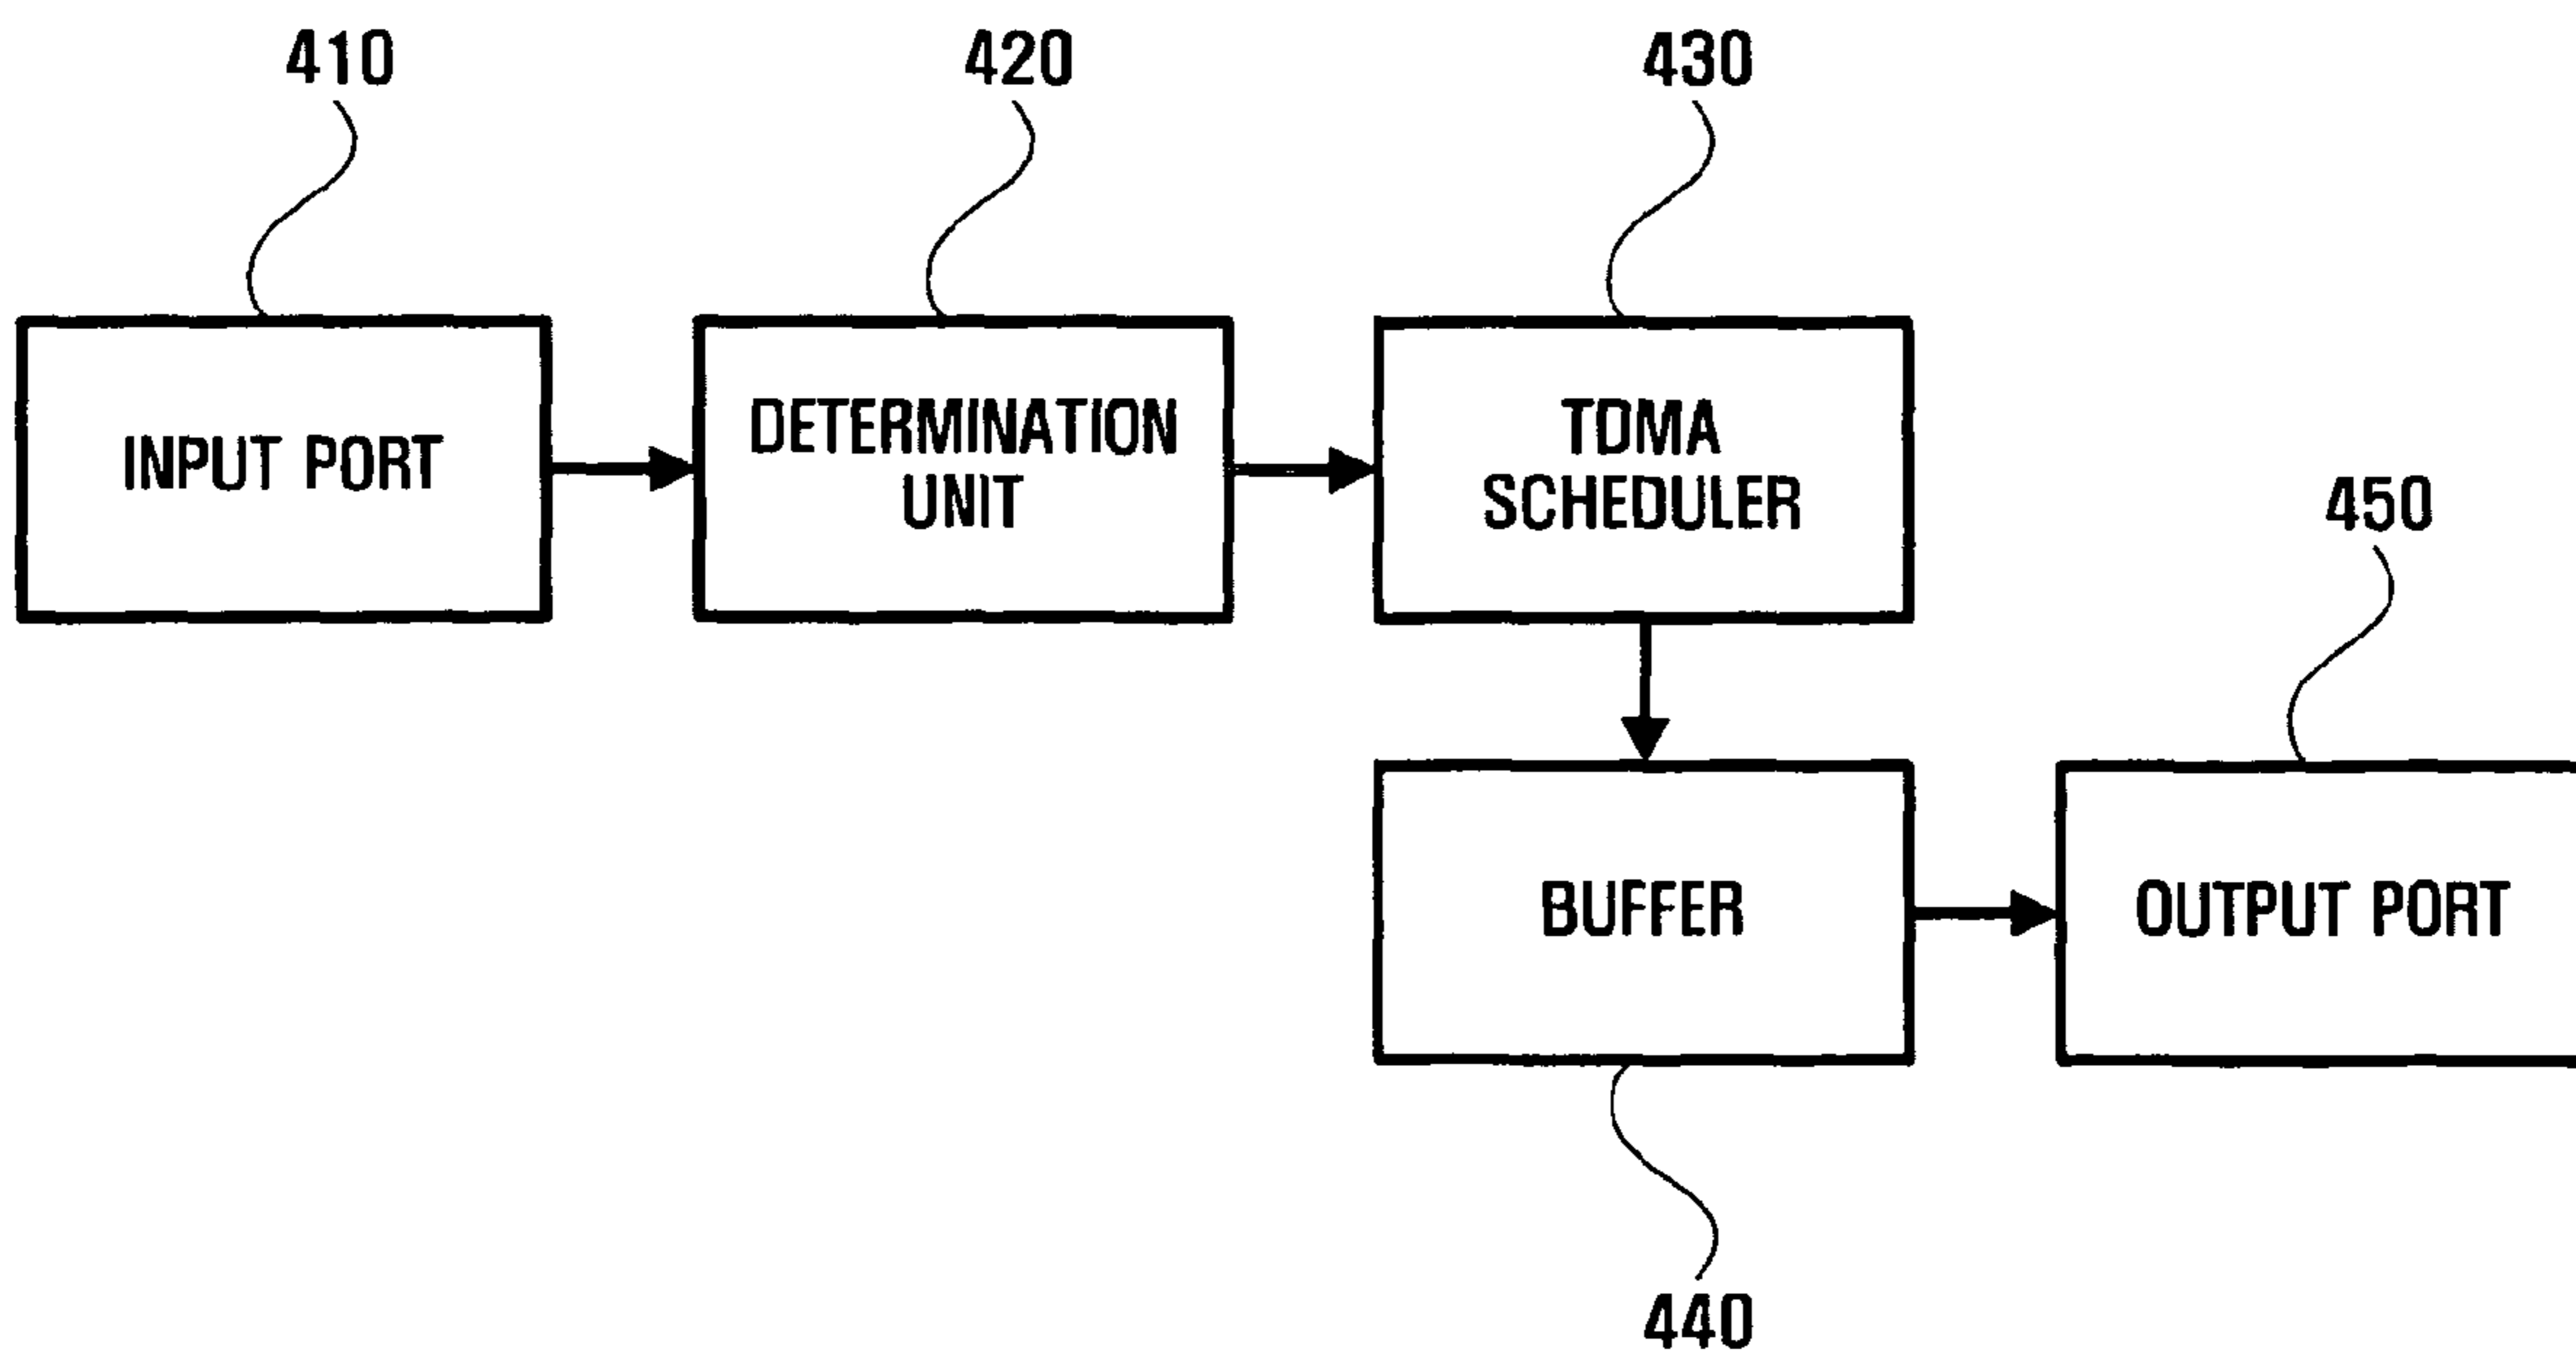 410
420
430
INPUT PORT
DETERMINATION
UNIT
TDMA
SCHEDULER
450
BUFFER
OUTPUT PORT
440